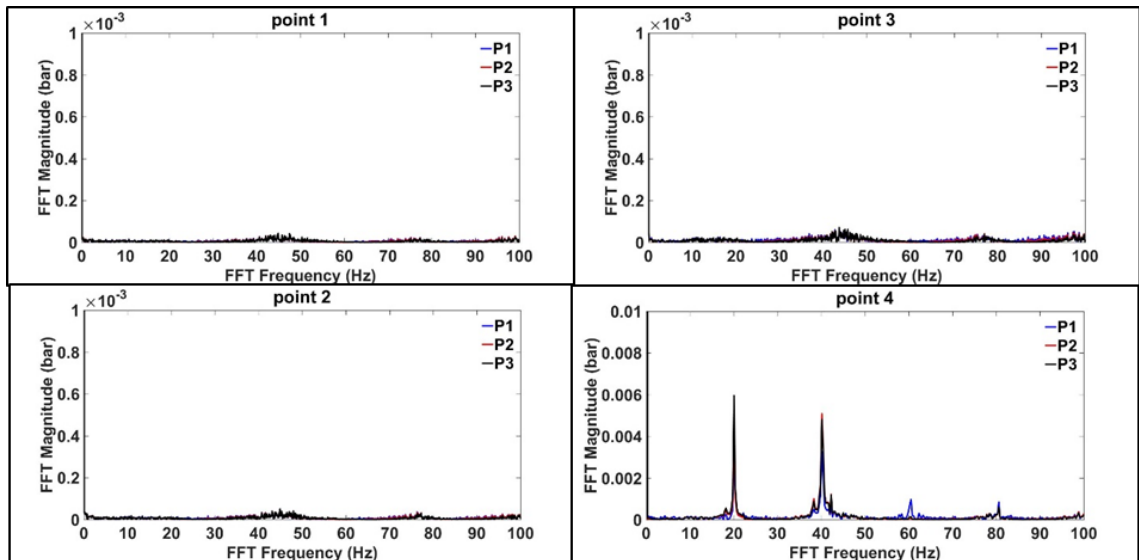 point 1
×10⁻³
1
0.8
0.6
0.4
0.2
0
FFT Magnitude (bar)
P1
P2
P3
0 10 20 30 40 50 60 70 80 90 100
FFT Frequency (Hz)
point 3
×10⁻³
1
0.8
0.6
0.4
0.2
0
FFT Magnitude (bar)
P1
P2
P3
0 10 20 30 40 50 60 70 80 90 100
FFT Frequency (Hz)
point 2
×10⁻³
1
0.8
0.6
0.4
0.2
0
FFT Magnitude (bar)
P1
P2
P3
0 10 20 30 40 50 60 70 80 90 100
FFT Frequency (Hz)
point 4
0.01
0.008
0.006
0.004
0.002
0
FFT Magnitude (bar)
P1
P2
P3
0 10 20 30 40 50 60 70 80 90 100
FFT Frequency (Hz)